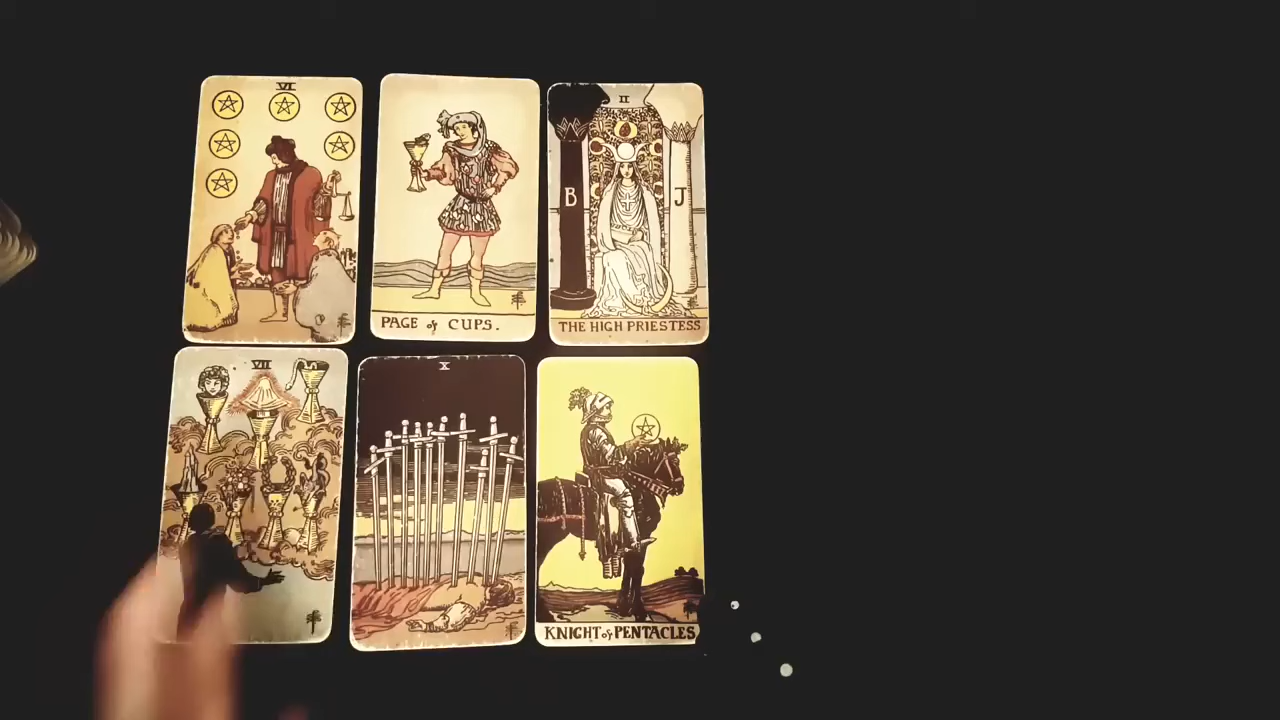 VI
PAGE of CUPS.
II
B J
THE HIGH PRIESTESS
VII
X
KNIGHT of PENTACLES